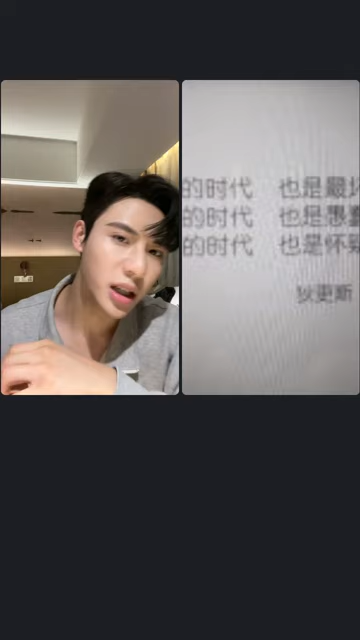 的时代 也是最
的时代 也是愚
的时代 也是怀
狄更斯